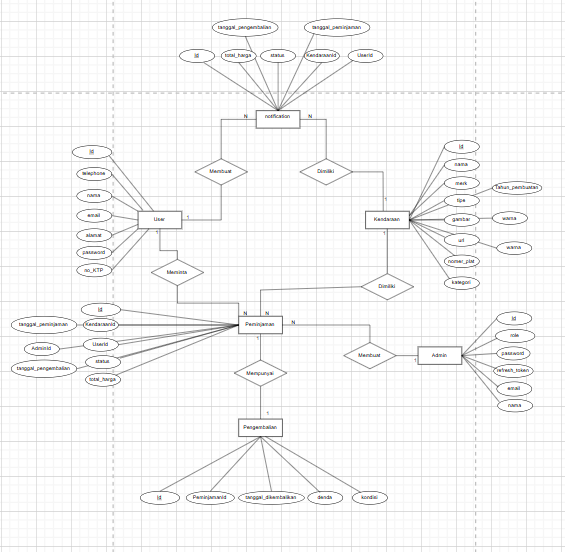 tanggal_pengembalian
tanggal_peminjaman
id
total_harga
status
Kendaraanid
UserId
notification
N
N
Membuat
Dimiliki
id
telephone
nama
email
alamat
password
no_KTP
User
1
1
Kendaraan
1
1
id
nama
merk
Tahun_pembuatan
tipe
gambar
warna
url
warna
nomer_plat
kategori
Meminta
Dimiliki
id
tanggal_peminjaman
KendaraanId
UserId
AdminId
status
tanggal_pengembalian
total_harga
N
N
N
Peminjaman
1
Membuat
1
Admin
id
role
password
refresh_token
email
nama
Mempunyai
1
Pengembalian
id
PeminjamanId
tanggal_dikembalikan
denda
kondisi